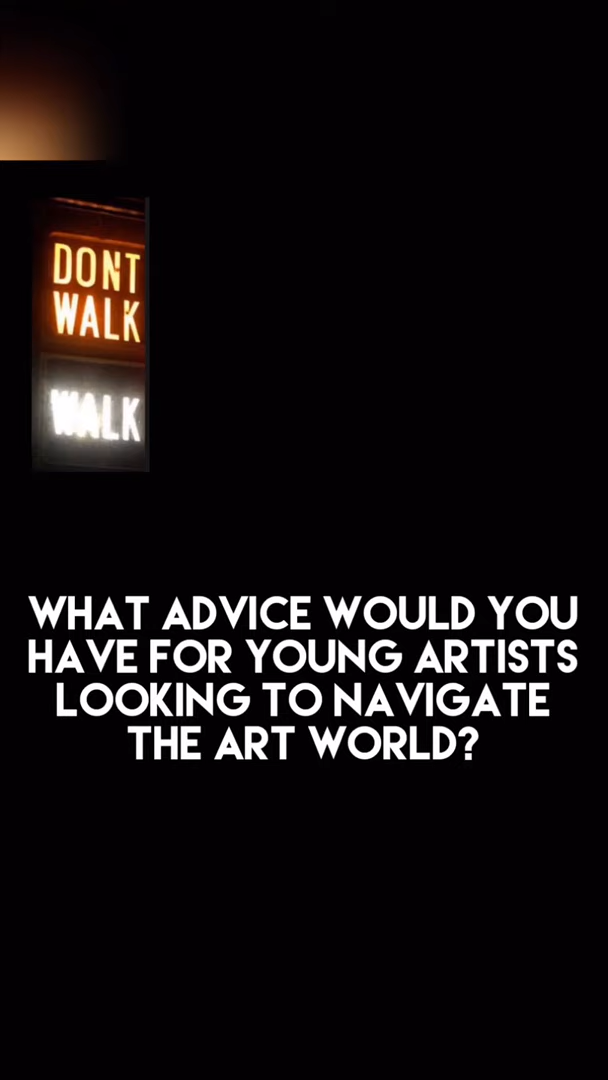 DONT
WALK
WALK
WHAT ADVICE WOULD YOU
HAVE FOR YOUNG ARTISTS
LOOKING TO NAVIGATE
THE ART WORLD?